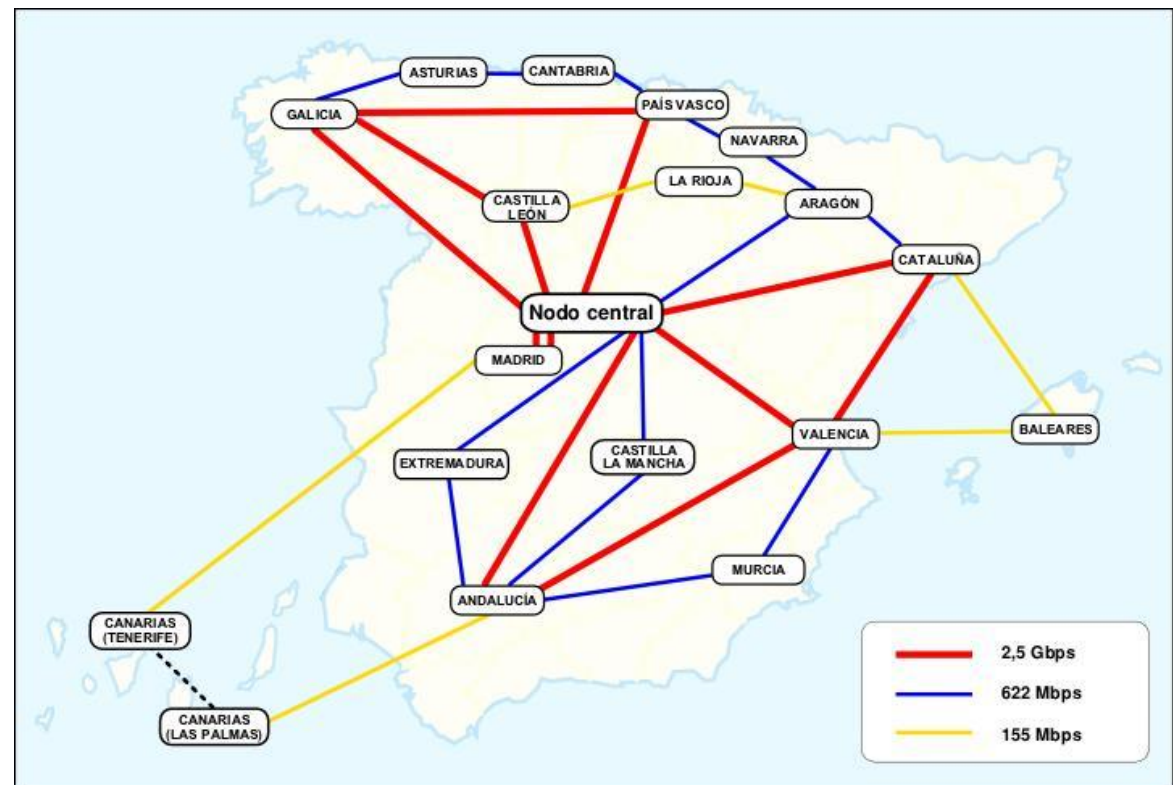 ASTURIAS
CANTABRIA
PAÍS VASCO
GALICIA
NAVARRA
LA RIOJA
CASTILLA
LEÓN
ARAGÓN
CATALUÑA
Nodo central
MADRID
VALENCIA
BALEARES
EXTREMADURA
CASTILLA
LA MANCHA
MURCIA
ANDALUCÍA
CANARIAS
(TENERIFE)
CANARIAS
(LAS PALMAS)
2,5 Gbps
622 Mbps
155 Mbps